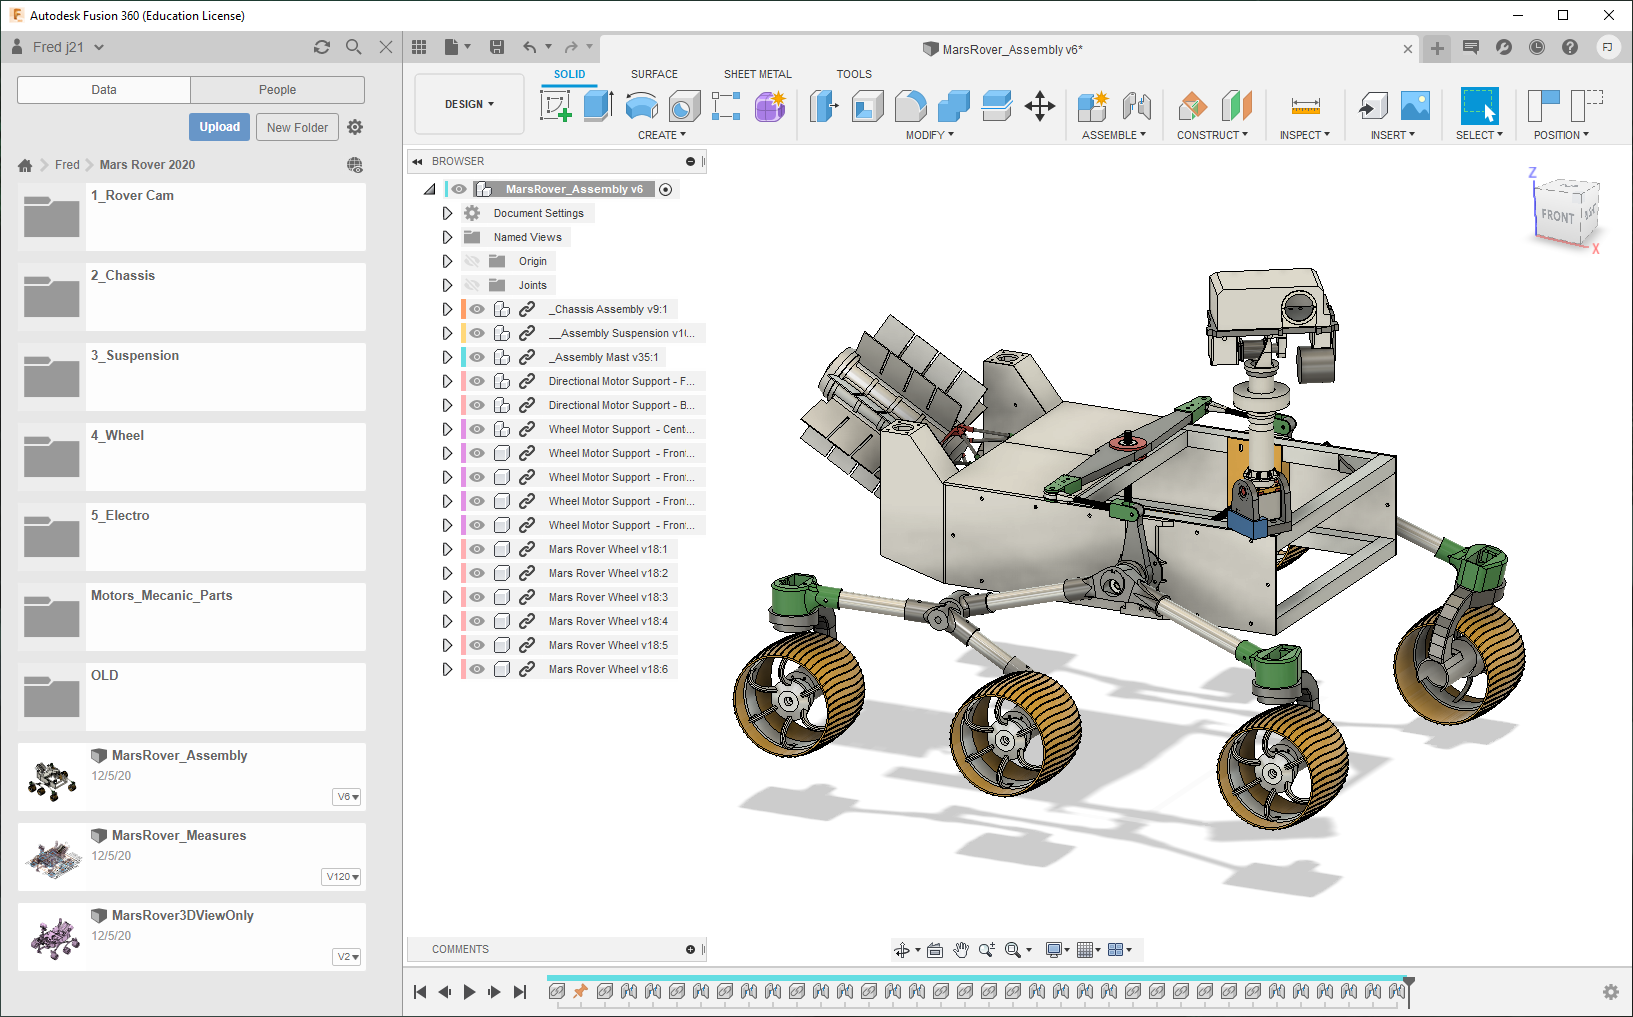 Autodesk Fusion 360 (Education License)
Fred j21
MarsRover_Assembly v6*
FJ
Data
People
Upload
New Folder
Fred
Mars Rover 2020
1_Rover Cam
2_Chassis
3_Suspension
4_Wheel
5_Electro
Motors_Mecanic_Parts
OLD
MarsRover_Assembly
12/5/20
V6
MarsRover_Measures
12/5/20
V120
MarsRover3DViewOnly
12/5/20
V2
DESIGN
SOLID
SURFACE
SHEET METAL
TOOLS
CREATE
MODIFY
ASSEMBLE
CONSTRUCT
INSPECT
INSERT
SELECT
POSITION
BROWSER
MarsRover_Assembly v6
Document Settings
Named Views
Origin
Joints
_Chassis Assembly v9:1
__Assembly Suspension v1...
_Assembly Mast v35:1
Directional Motor Support - F...
Directional Motor Support - B...
Wheel Motor Support - Cent...
Wheel Motor Support - Front...
Wheel Motor Support - Front...
Wheel Motor Support - Front...
Wheel Motor Support - Front...
Mars Rover Wheel v18:1
Mars Rover Wheel v18:2
Mars Rover Wheel v18:3
Mars Rover Wheel v18:4
Mars Rover Wheel v18:5
Mars Rover Wheel v18:6
Z
FRONT
X
COMMENTS